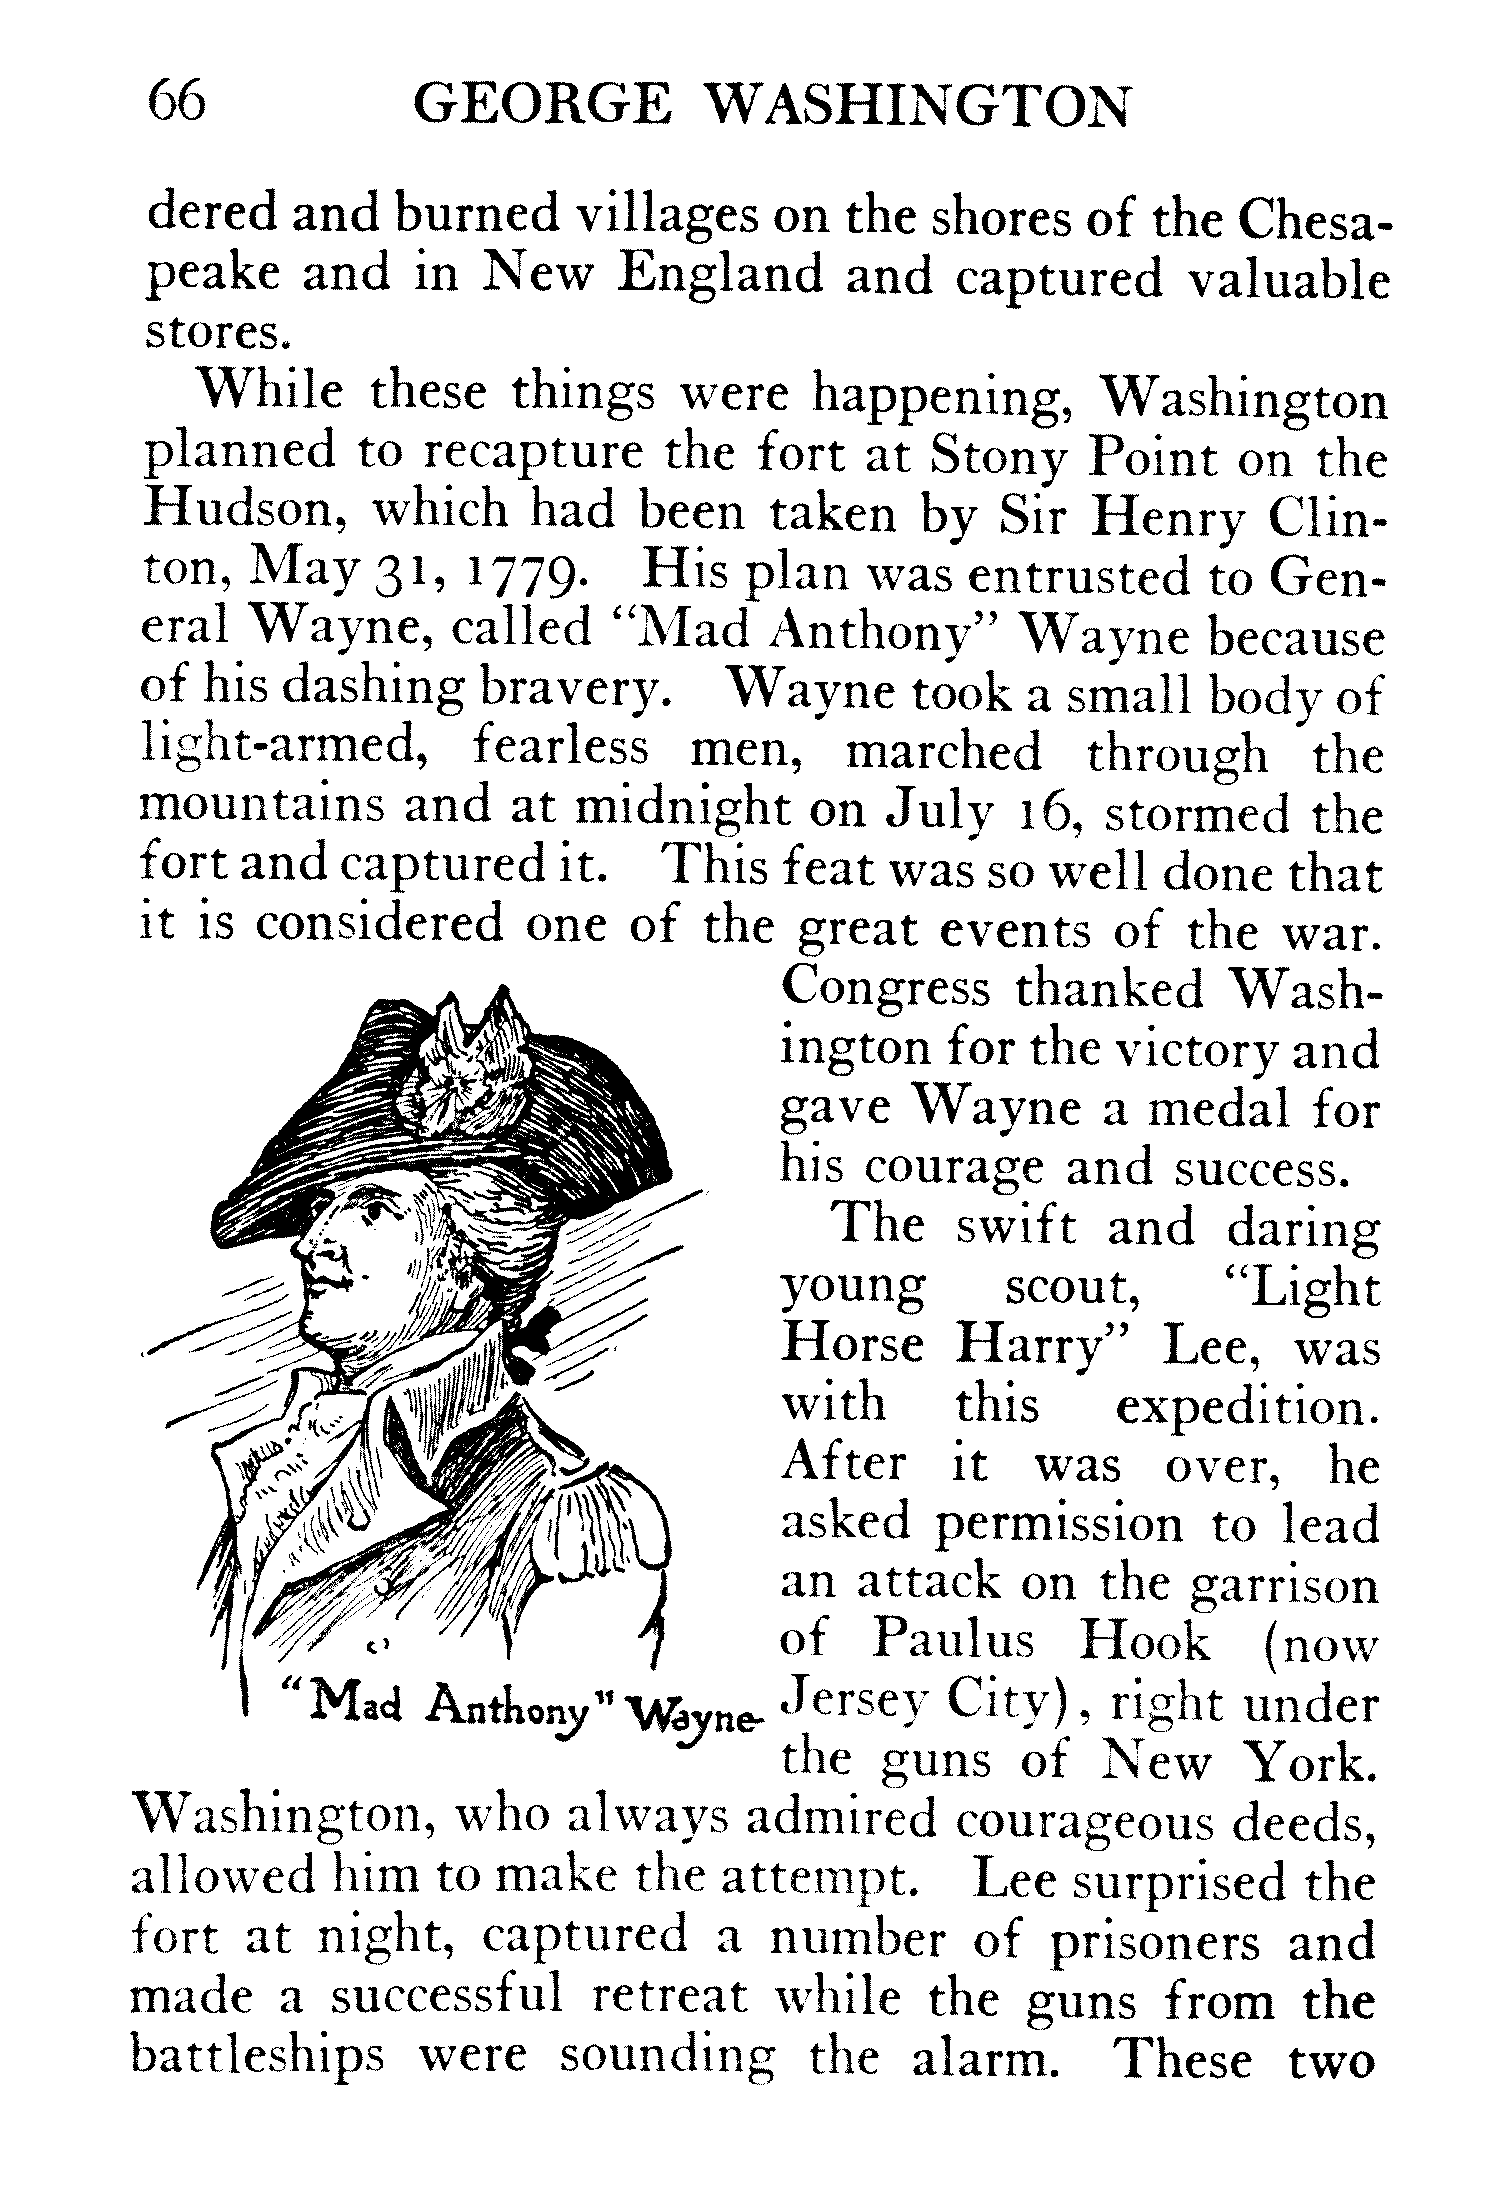 66 GEORGE WASHINGTON
dered and burned villages on the shores of the Chesa-
peake and in New England and captured valuable
stores.
While these things were happening, Washington
planned to recapture the fort at Stony Point on the
Hudson, which had been taken by Sir Henry Clin-
ton, May 31, 1779. His plan was entrusted to Gen-
eral Wayne, called "Mad Anthony" Wayne because
of his dashing bravery. Wayne took a small body of
light-armed, fearless men, marched through the
mountains and at midnight on July 16, stormed the
fort and captured it. This feat was so well done that
it is considered one of the great events of the war.
Congress thanked Wash-
ington for the victory and
gave Wayne a medal for
his courage and success.
The swift and daring
young scout, "Light
Horse Harry" Lee, was
with this expedition.
After it was over, he
asked permission to lead
an attack on the garrison
of Paulus Hook (now
Jersey City), right under
the guns of New York.
"Mad Anthony" Wayne
Washington, who always admired courageous deeds,
allowed him to make the attempt. Lee surprised the
fort at night, captured a number of prisoners and
made a successful retreat while the guns from the
battleships were sounding the alarm. These two